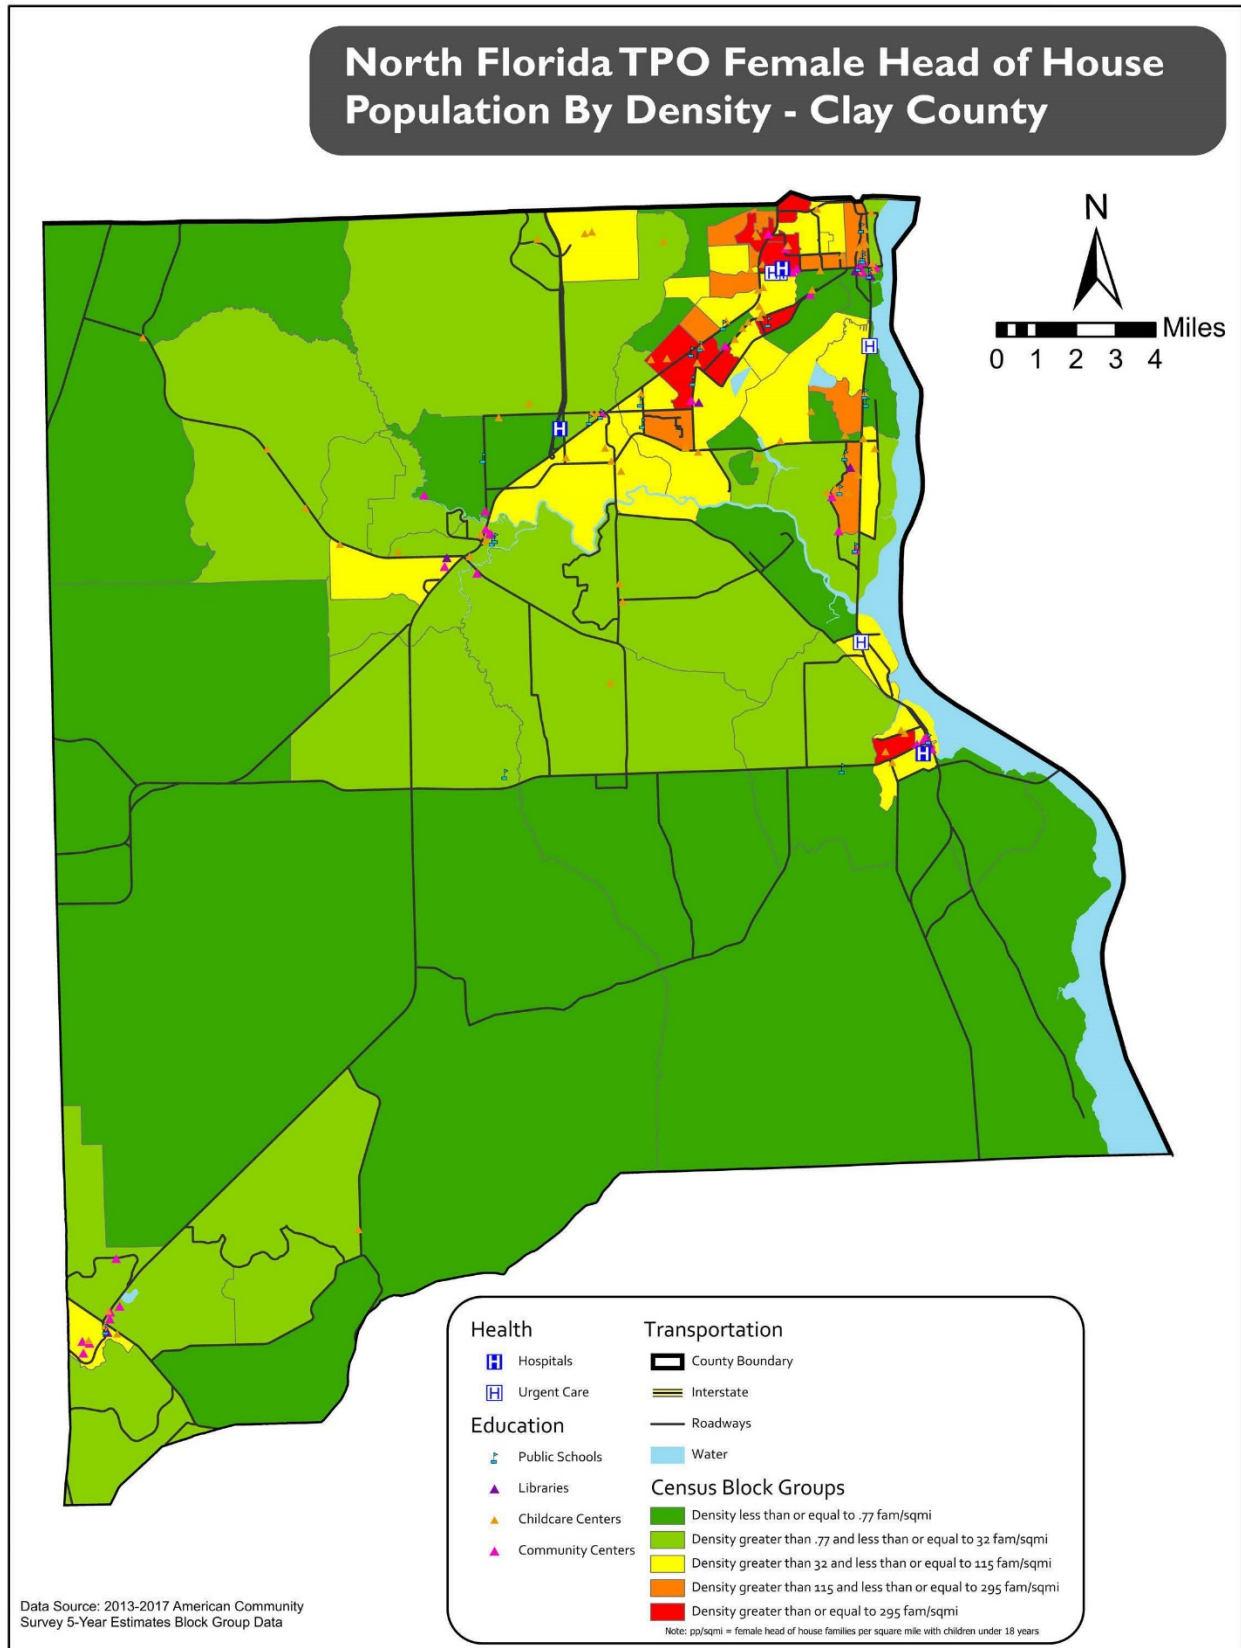 North Florida TPO Female Head of House
Population By Density - Clay County
N
Miles
0 1 2 3 4
H
H
H
H
H
H
Health
Hospitals
Urgent Care
Education
Public Schools
Libraries
Childcare Centers
Community Centers
Transportation
County Boundary
Interstate
Roadways
Water
Census Block Groups
Density less than or equal to .77 fam/sqmi
Density greater than .77 and less than or equal to 32 fam/sqmi
Density greater than 32 and less than or equal to 115 fam/sqmi
Density greater than 115 and less than or equal to 295 fam/sqmi
Density greater than or equal to 295 fam/sqmi
Note: pp/sqmi = female head of house families per square mile with children under 18 years
Data Source: 2013-2017 American Community
Survey 5-Year Estimates Block Group Data